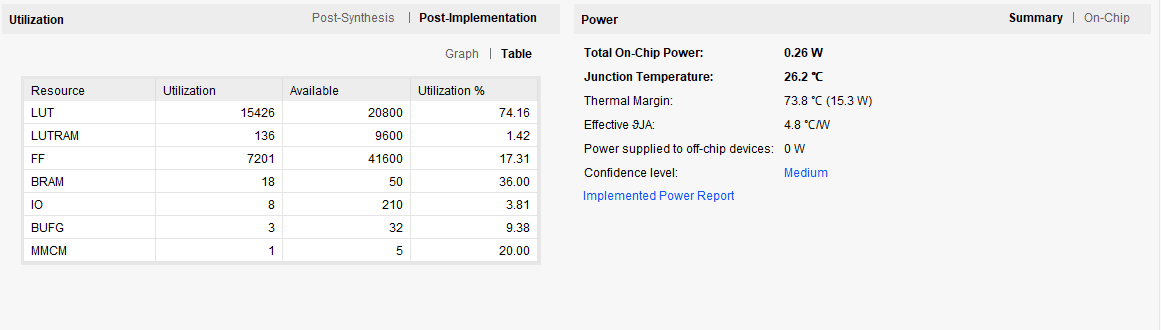 Utilization
Post-Synthesis | Post-Implementation
Graph | Table
Resource Utilization Available Utilization %
LUT 15426 20800 74.16
LUTRAM 136 9600 1.42
FF 7201 41600 17.31
BRAM 18 50 36.00
IO 8 210 3.81
BUFG 3 32 9.38
MMCM 1 5 20.00
Power
Summary | On-Chip
Total On-Chip Power: 0.26 W
Junction Temperature: 26.2 °C
Thermal Margin: 73.8 °C (15.3 W)
Effective ϑJA: 4.8 °C/W
Power supplied to off-chip devices: 0 W
Confidence level: Medium
Implemented Power Report